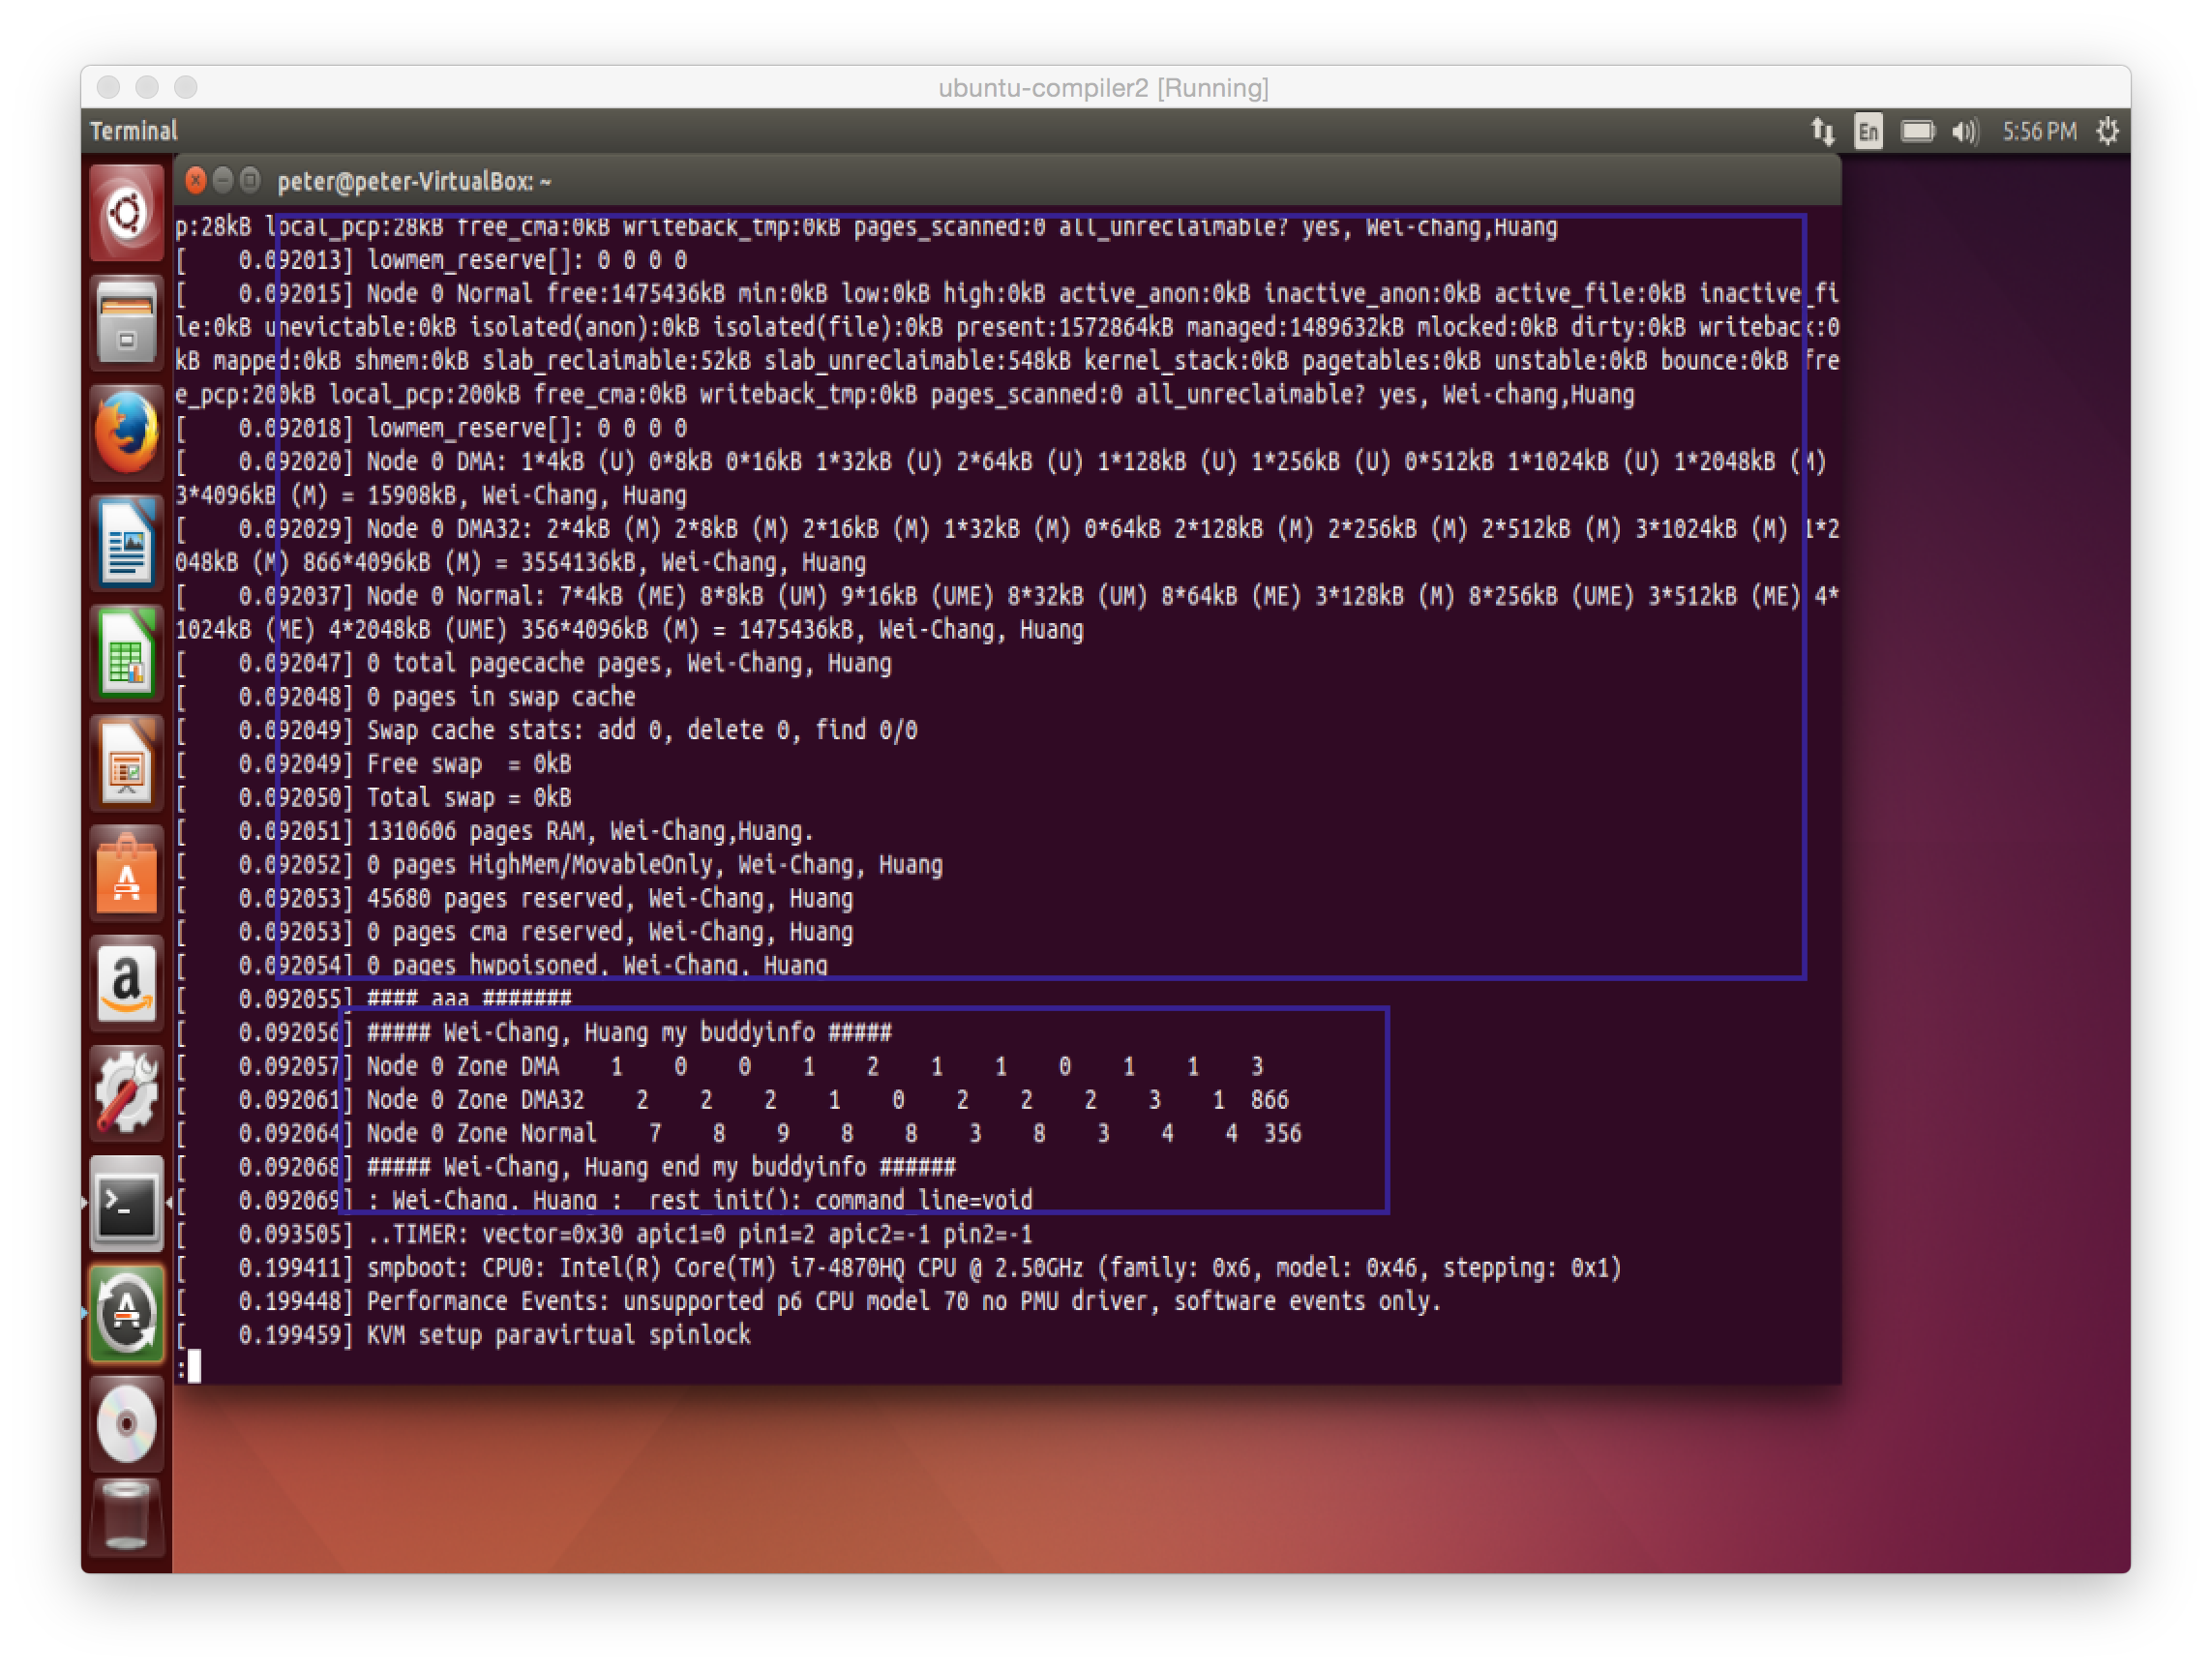 ubuntu-compiler2 [Running]
Terminal
En
5:56 PM
peter@peter-VirtualBox: ~
p:28kB local_pcp:28kB free_cma:0kB writeback_tmp:0kB pages_scanned:0 all_unreclaimable? yes, Wei-chang,Huang
[    0.092013] lowmem_reserve[]: 0 0 0 0
[    0.092015] Node 0 Normal free:1475436kB min:0kB low:0kB high:0kB active_anon:0kB inactive_anon:0kB active_file:0kB inactive_fi
le:0kB unevictable:0kB isolated(anon):0kB isolated(file):0kB present:1572864kB managed:1489632kB mlocked:0kB dirty:0kB writeback:0
kB mapped:0kB shmem:0kB slab_reclaimable:52kB slab_unreclaimable:548kB kernel_stack:0kB pagetables:0kB unstable:0kB bounce:0kB fre
e_pcp:200kB local_pcp:200kB free_cma:0kB writeback_tmp:0kB pages_scanned:0 all_unreclaimable? yes, Wei-chang,Huang
[    0.092018] lowmem_reserve[]: 0 0 0 0
[    0.092020] Node 0 DMA: 1*4kB (U) 0*8kB 0*16kB 1*32kB (U) 2*64kB (U) 1*128kB (U) 1*256kB (U) 0*512kB 1*1024kB (U) 1*2048kB (M)
3*4096kB (M) = 15908kB, Wei-Chang, Huang
[    0.092029] Node 0 DMA32: 2*4kB (M) 2*8kB (M) 2*16kB (M) 1*32kB (M) 0*64kB 2*128kB (M) 2*256kB (M) 2*512kB (M) 3*1024kB (M) 1*2
048kB (M) 866*4096kB (M) = 3554136kB, Wei-Chang, Huang
[    0.092037] Node 0 Normal: 7*4kB (ME) 8*8kB (UM) 9*16kB (UME) 8*32kB (UM) 8*64kB (ME) 3*128kB (M) 8*256kB (UME) 3*512kB (ME) 4*
1024kB (ME) 4*2048kB (UME) 356*4096kB (M) = 1475436kB, Wei-Chang, Huang
[    0.092047] 0 total pagecache pages, Wei-Chang, Huang
[    0.092048] 0 pages in swap cache
[    0.092049] Swap cache stats: add 0, delete 0, find 0/0
[    0.092049] Free swap  = 0kB
[    0.092050] Total swap = 0kB
[    0.092051] 1310606 pages RAM, Wei-Chang,Huang.
[    0.092052] 0 pages HighMem/MovableOnly, Wei-Chang, Huang
[    0.092053] 45680 pages reserved, Wei-Chang, Huang
[    0.092053] 0 pages cma reserved, Wei-Chang, Huang
[    0.092054] 0 pages hwpoisoned, Wei-Chang, Huang
[    0.092055] #### aaa #######
[    0.092056] ##### Wei-Chang, Huang my buddyinfo #####
[    0.092057] Node 0 Zone DMA    1    0    0    1    2    1    1    0    1    1    3
[    0.092061] Node 0 Zone DMA32    2    2    2    1    0    2    2    2    3    1  866
[    0.092064] Node 0 Zone Normal    7    8    9    8    8    3    8    3    4    4  356
[    0.092068] ##### Wei-Chang, Huang end my buddyinfo ######
[    0.092069] : Wei-Chang, Huang :  rest_init(): command_line=void
[    0.093505] ..TIMER: vector=0x30 apic1=0 pin1=2 apic2=-1 pin2=-1
[    0.199411] smpboot: CPU0: Intel(R) Core(TM) i7-4870HQ CPU @ 2.50GHz (family: 0x6, model: 0x46, stepping: 0x1)
[    0.199448] Performance Events: unsupported p6 CPU model 70 no PMU driver, software events only.
[    0.199459] KVM setup paravirtual spinlock
: